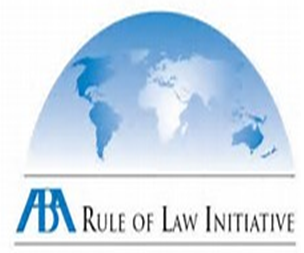 ABA RULE OF LAW INITIATIVE